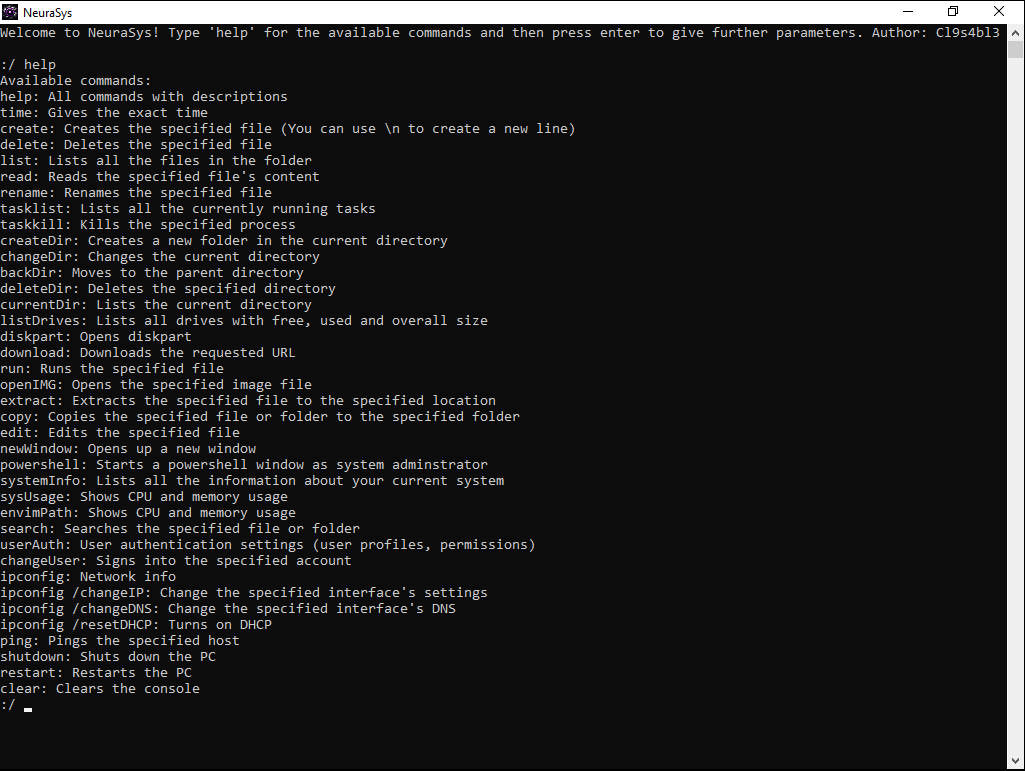 NeuraSys
Welcome to NeuraSys! Type 'help' for the available commands and then press enter to give further parameters. Author: Cl9s4bl3
:/ help
Available commands:
help: All commands with descriptions
time: Gives the exact time
create: Creates the specified file (You can use \n to create a new line)
delete: Deletes the specified file
list: Lists all the files in the folder
read: Reads the specified file's content
rename: Renames the specified file
tasklist: Lists all the currently running tasks
taskkill: Kills the specified process
createDir: Creates a new folder in the current directory
changeDir: Changes the current directory
backDir: Moves to the parent directory
deleteDir: Deletes the specified directory
currentDir: Lists the current directory
listDrives: Lists all drives with free, used and overall size
diskpart: Opens diskpart
download: Downloads the requested URL
run: Runs the specified file
openIMG: Opens the specified image file
extract: Extracts the specified file to the specified location
copy: Copies the specified file or folder to the specified folder
edit: Edits the specified file
newWindow: Opens up a new window
powershell: Starts a powershell window as system adminstrator
systemInfo: Lists all the information about your current system
sysUsage: Shows CPU and memory usage
envimPath: Shows CPU and memory usage
search: Searches the specified file or folder
userAuth: User authentication settings (user profiles, permissions)
changeUser: Signs into the specified account
ipconfig: Network info
ipconfig /changeIP: Change the specified interface's settings
ipconfig /changeDNS: Change the specified interface's DNS
ipconfig /resetDHCP: Turns on DHCP
ping: Pings the specified host
shutdown: Shuts down the PC
restart: Restarts the PC
clear: Clears the console
:/